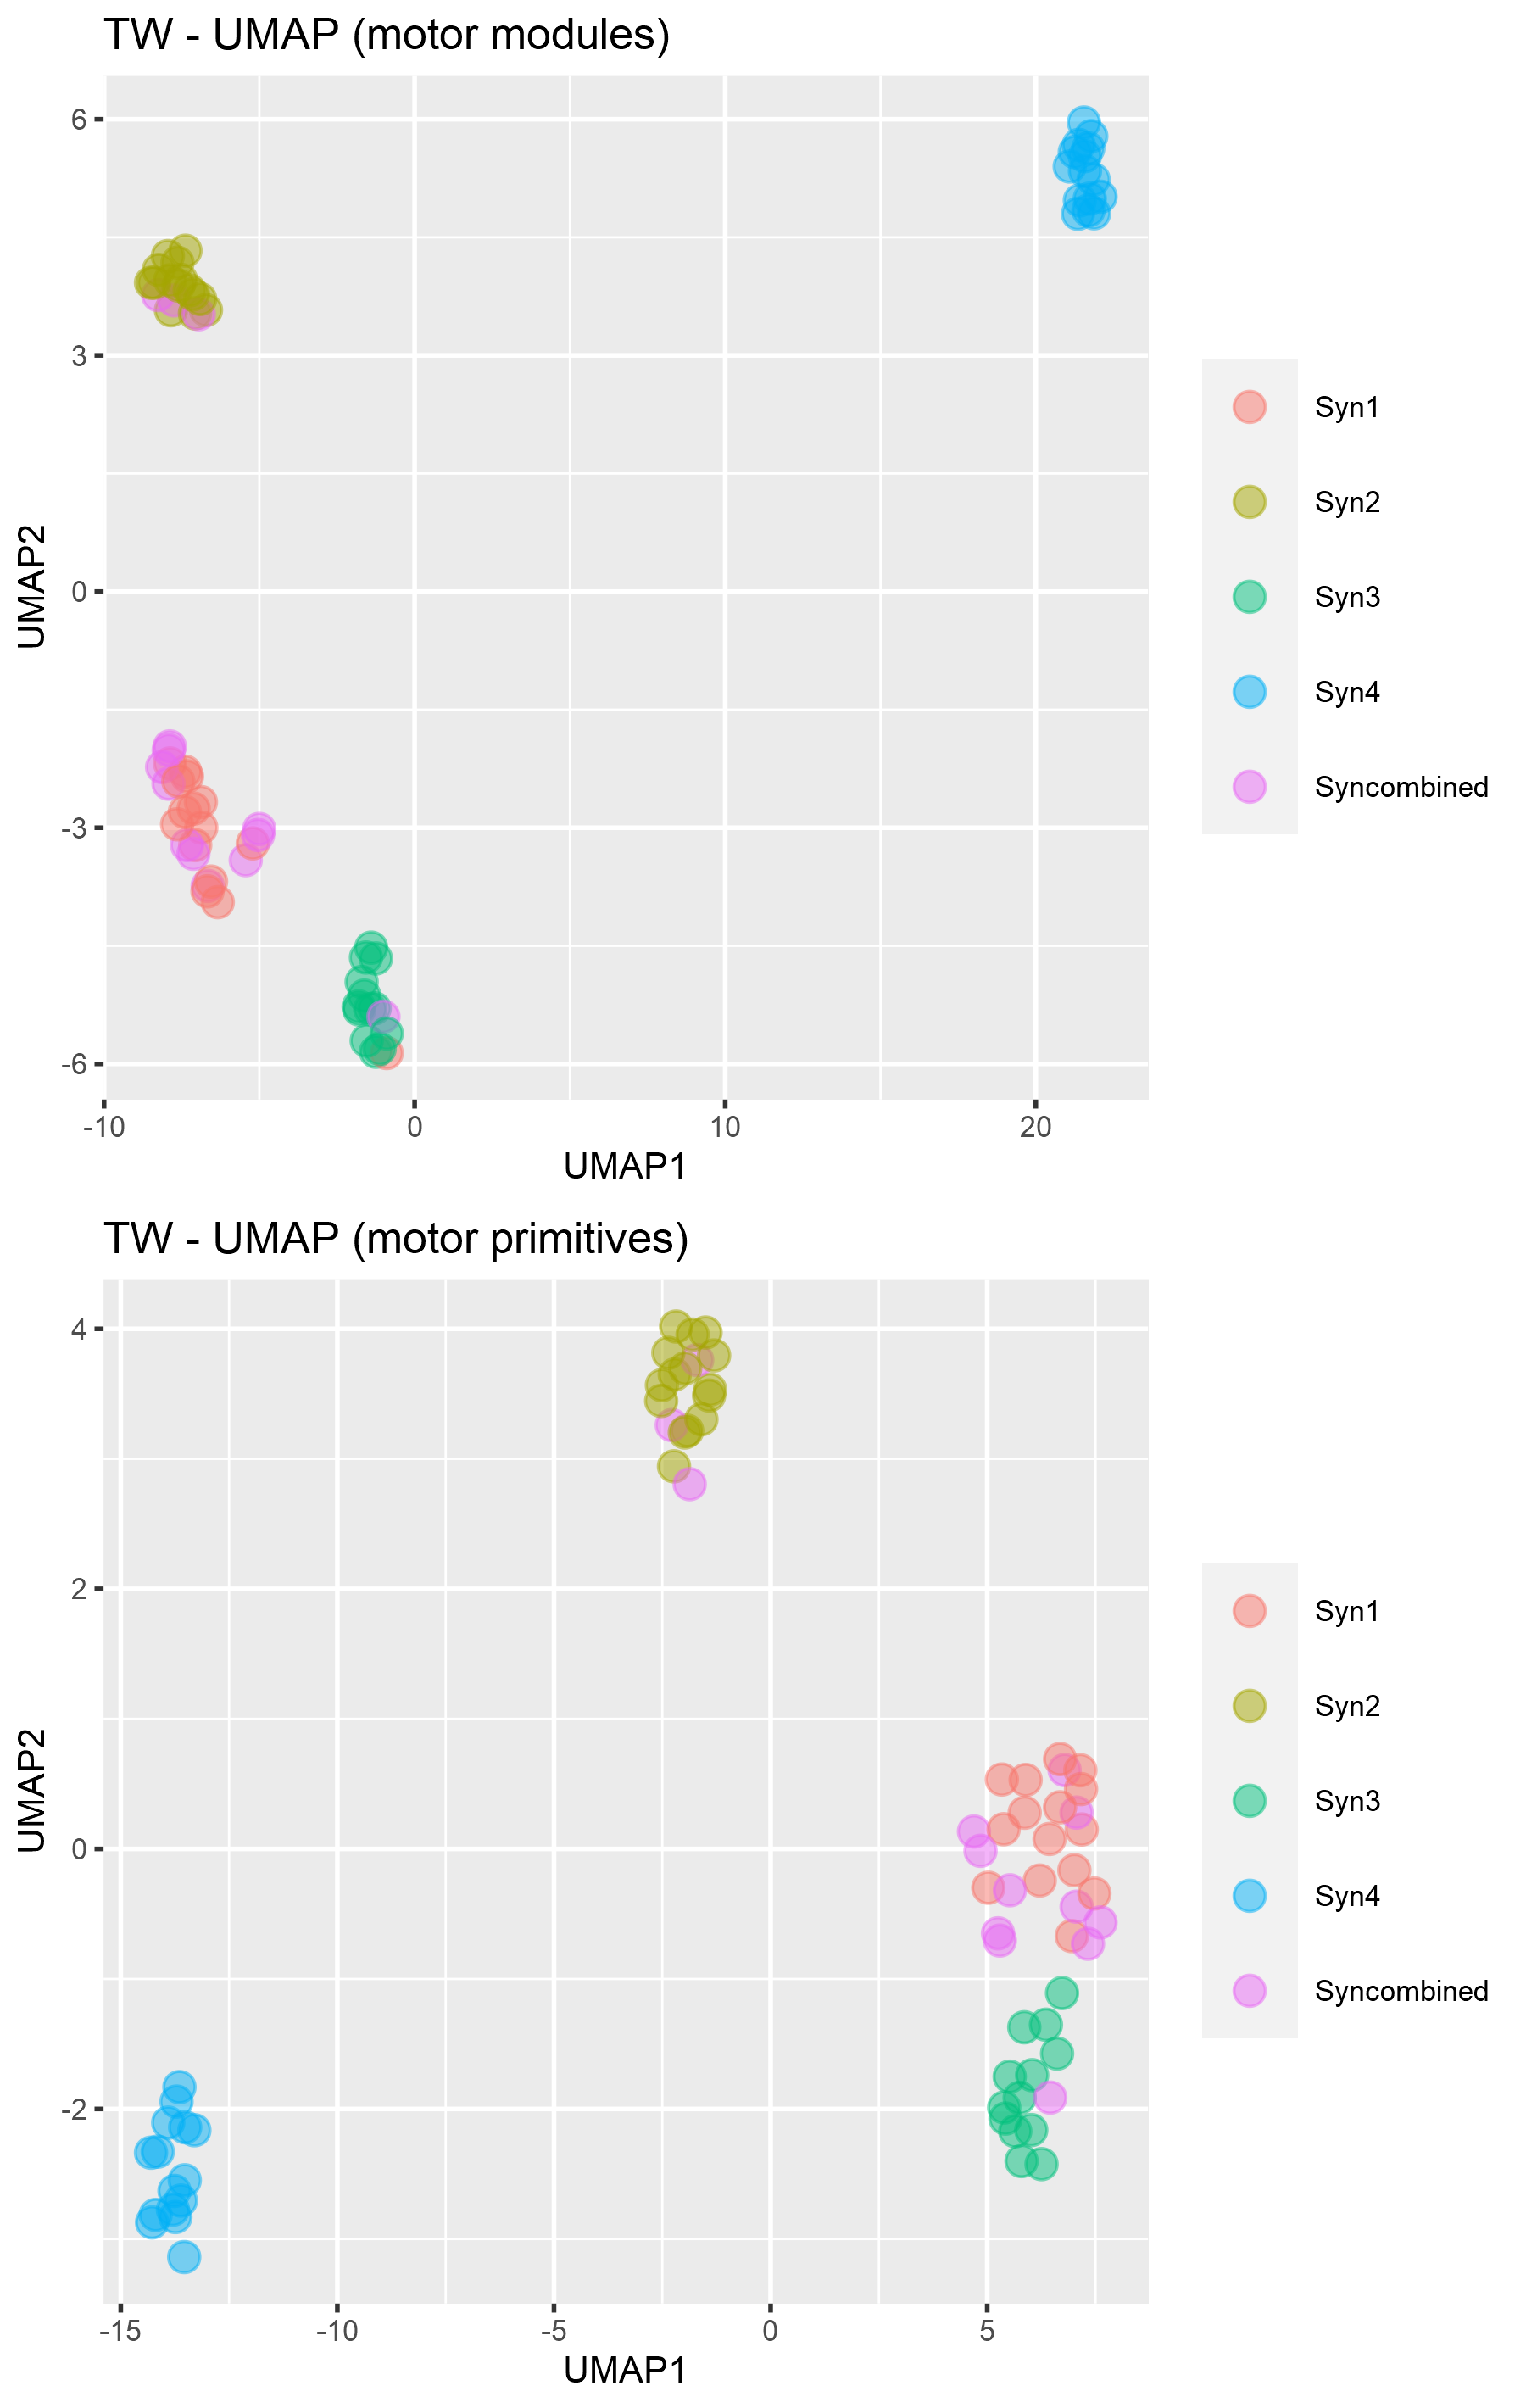 TW - UMAP (motor modules)
6
3
0
-3
-6
UMAP2
-10 0 10 20
UMAP1
Syn1
Syn2
Syn3
Syn4
Syncombined
TW - UMAP (motor primitives)
4
2
0
-2
UMAP2
-15 -10 -5 0 5
UMAP1
Syn1
Syn2
Syn3
Syn4
Syncombined